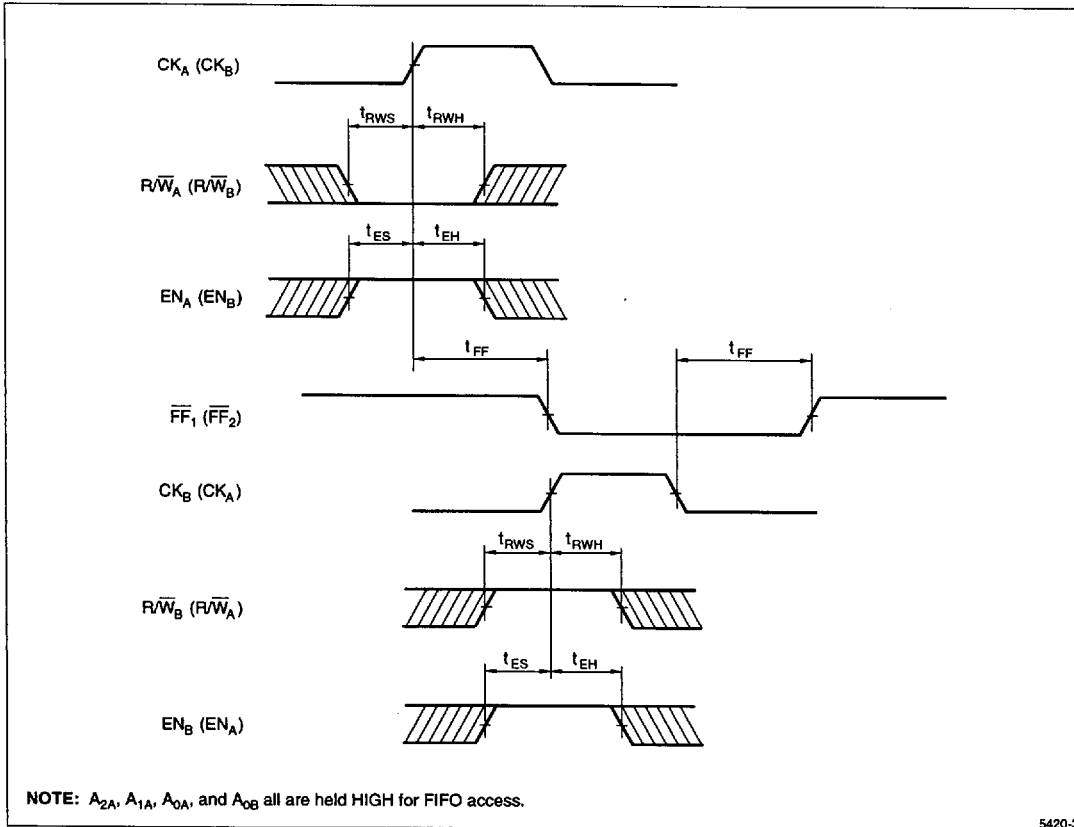 CK_A (CK_B)
t_RWS t_RWH
R/W̅_A (R/W̅_B)
t_ES t_EH
EN_A (EN_B)
t_FF t_FF
F̅F̅_1 (F̅F̅_2)
CK_B (CK_A)
t_RWS t_RWH
R/W̅_B (R/W̅_A)
t_ES t_EH
EN_B (EN_A)
NOTE: A_2A, A_1A, A_0A, and A_0B all are held HIGH for FIFO access.